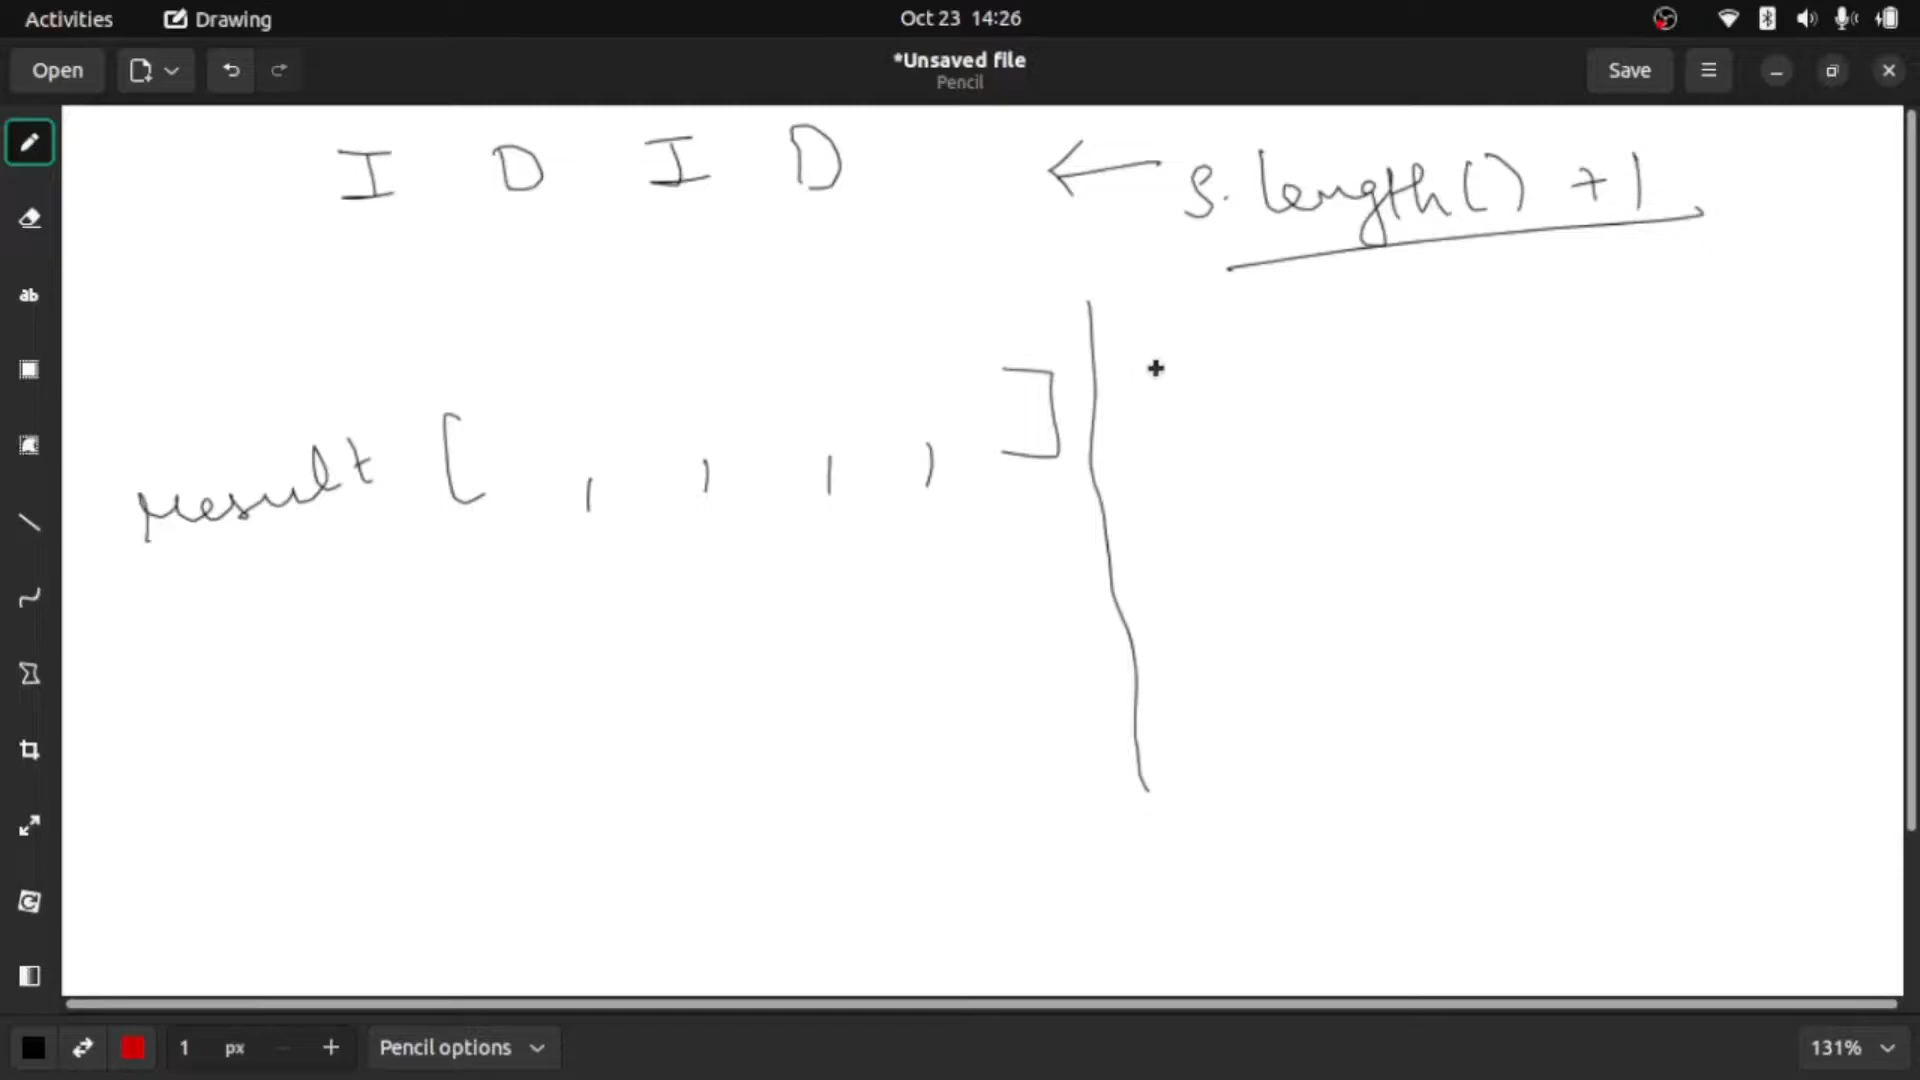 Activities Drawing Oct 23 14:26
Open *Unsaved file Save
Pencil
I D I D ← s.length() + 1
result [ , , , , ]
ab
1 px + Pencil options 131%